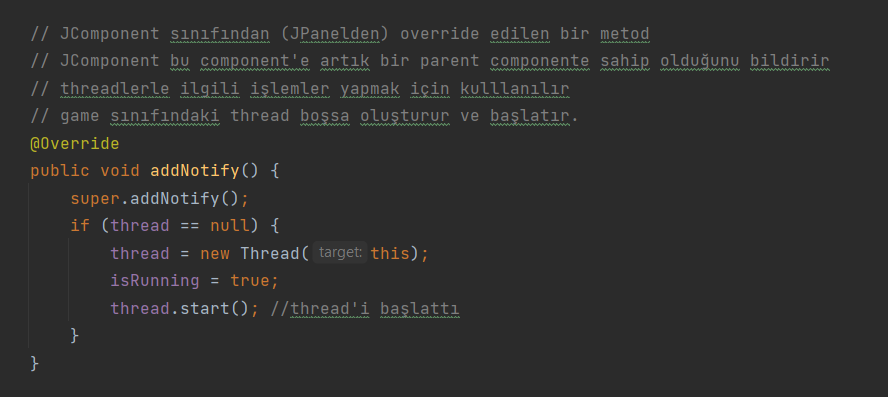 // JComponent sınıfından (JPanelden) override edilen bir metod
// JComponent bu component'e artık bir parent componente sahip olduğunu bildirir
// threadlerle ilgili işlemler yapmak için kulllanılır
// game sınıfındaki thread boşsa oluşturur ve başlatır.
@Override
public void addNotify() {
    super.addNotify();
    if (thread == null) {
        thread = new Thread( target: this);
        isRunning = true;
        thread.start(); //thread'i başlattı
    }
}